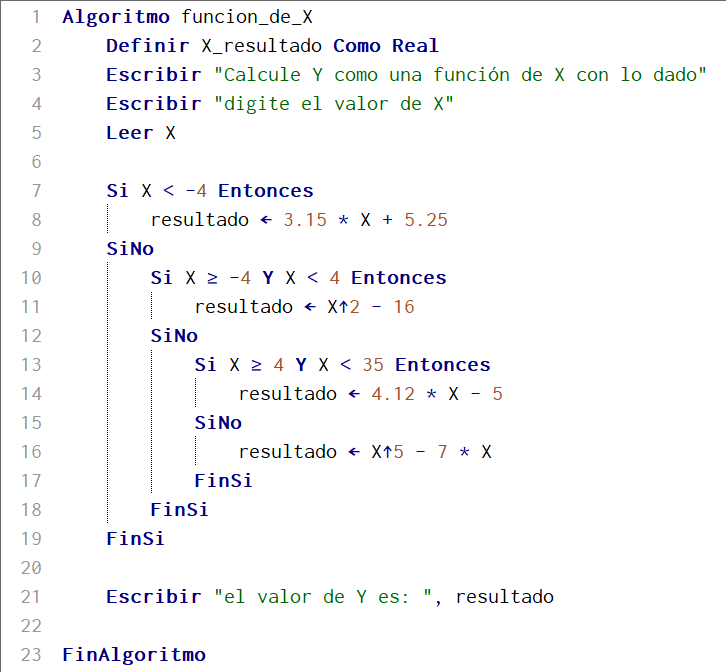 1 Algoritmo funcion_de_X
2 Definir X_resultado Como Real
3 Escribir "Calcule Y como una función de X con lo dado"
4 Escribir "digite el valor de X"
5 Leer X
6
7 Si X < -4 Entonces
8 resultado ← 3.15 * X + 5.25
9 SiNo
10 Si X ≥ -4 Y X < 4 Entonces
11 resultado ← X↑2 - 16
12 SiNo
13 Si X ≥ 4 Y X < 35 Entonces
14 resultado ← 4.12 * X - 5
15 SiNo
16 resultado ← X↑5 - 7 * X
17 FinSi
18 FinSi
19 FinSi
20
21 Escribir "el valor de Y es: ", resultado
22
23 FinAlgoritmo